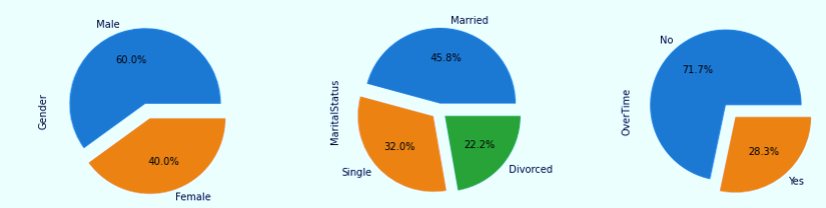 Gender
Male
60.0%
40.0%
Female
MaritalStatus
Married
45.8%
32.0%
Single
22.2%
Divorced
OverTime
No
71.7%
28.3%
Yes